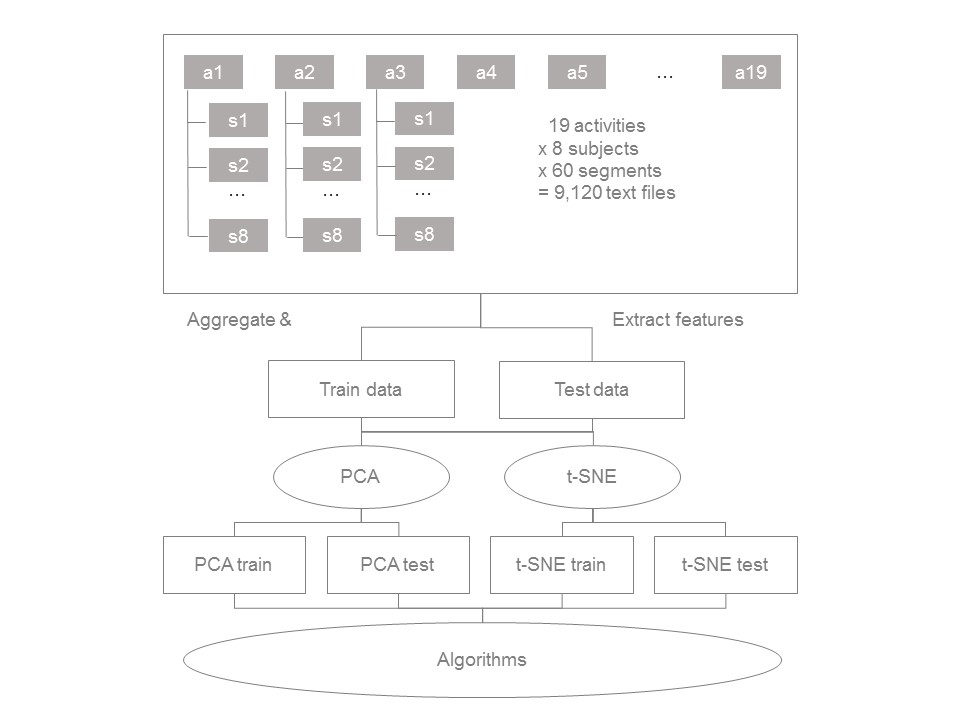 a1 a2 a3 a4 a5 ... a19
s1 s1 s1
s2 s2 s2
... ... ...
s8 s8 s8
19 activities
x 8 subjects
x 60 segments
= 9,120 text files
Aggregate & Extract features
Train data Test data
PCA t-SNE
PCA train PCA test t-SNE train t-SNE test
Algorithms